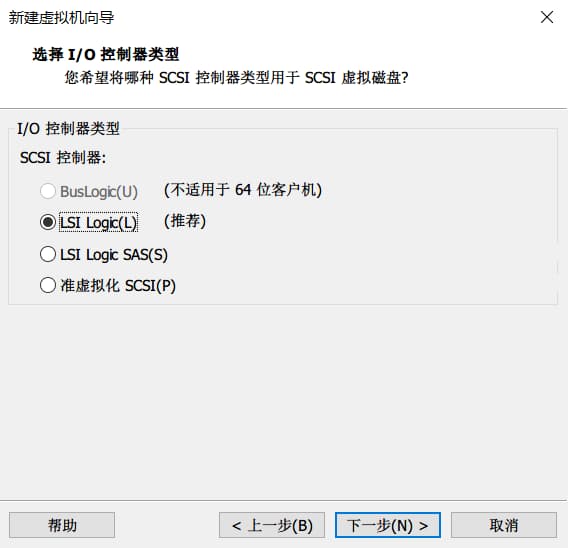 新建虚拟机向导
选择 I/O 控制器类型
您希望将哪种 SCSI 控制器类型用于 SCSI 虚拟磁盘?
I/O 控制器类型
SCSI 控制器:
BusLogic(U) (不适用于 64 位客户机)
LSI Logic(L) (推荐)
LSI Logic SAS(S)
准虚拟化 SCSI(P)
帮助 < 上一步(B) 下一步(N) > 取消